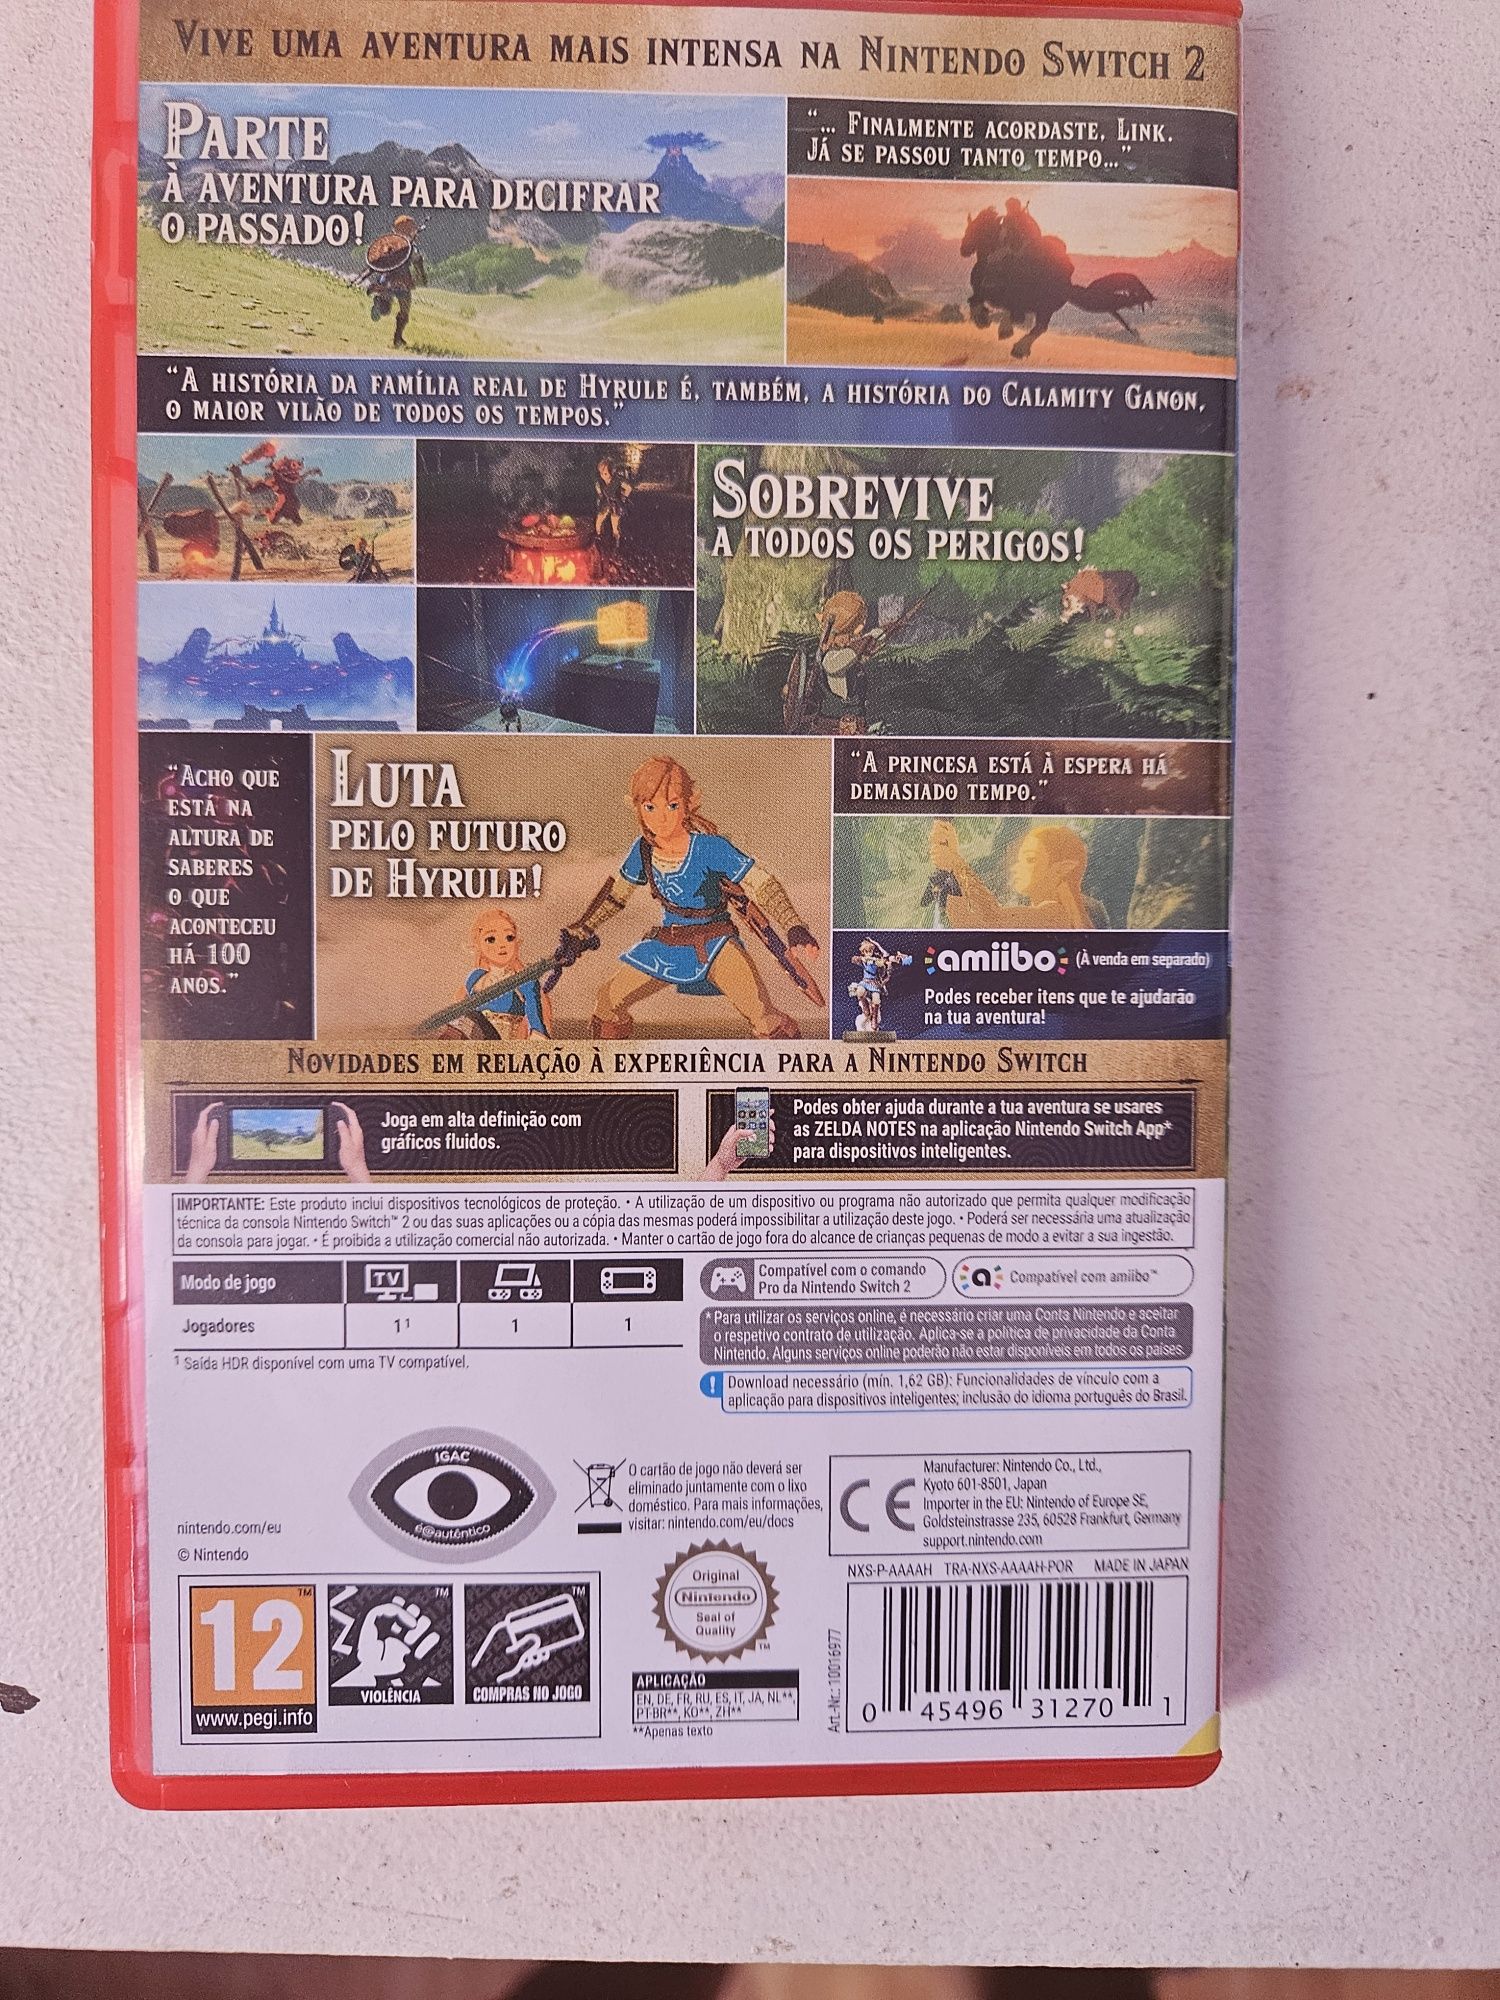 VIVE UMA AVENTURA MAIS INTENSA NA NINTENDO SWITCH 2
PARTE
À AVENTURA PARA DECIFRAR
O PASSADO!
“... FINALMENTE ACORDASTE, LINK.
JÁ SE PASSOU TANTO TEMPO...”
“A HISTÓRIA DA FAMÍLIA REAL DE HYRULE É, TAMBÉM, A HISTÓRIA DO CALAMITY GANON,
O MAIOR VILÃO DE TODOS OS TEMPOS.”
SOBREVIVE
A TODOS OS PERIGOS!
“ACHO QUE
ESTÁ NA
ALTURA DE
SABERES
O QUE
ACONTECEU
HÁ 100
ANOS.”
LUTA
PELO FUTURO
DE HYRULE!
“A PRINCESA ESTÁ À ESPERA HÁ
DEMASIADO TEMPO.”
amiibo (À venda em separado)
Podes receber itens que te ajudarão
na tua aventura!
NOVIDADES EM RELAÇÃO À EXPERIÊNCIA PARA A NINTENDO SWITCH
Joga em alta definição com
gráficos fluidos.
Podes obter ajuda durante a tua aventura se usares
as ZELDA NOTES na aplicação Nintendo Switch App*
para dispositivos inteligentes.
IMPORTANTE: Este produto inclui dispositivos tecnológicos de proteção. • A utilização de um dispositivo ou programa não autorizado que permita qualquer modificação
técnica da consola Nintendo Switch™ 2 ou das suas aplicações ou a cópia das mesmas poderá impossibilitar a utilização deste jogo. • Poderá ser necessária uma atualização
da consola para jogar. • É proibida a utilização comercial não autorizada. • Manter o cartão de jogo fora do alcance de crianças pequenas de modo a evitar a sua ingestão.
Modo de jogo TV
Jogadores 1¹ 1 1
¹ Saída HDR disponível com uma TV compatível.
Compatível com o comando
Pro da Nintendo Switch 2
a Compatível com amiibo™
* Para utilizar os serviços online, é necessário criar uma Conta Nintendo e aceitar
o respetivo contrato de utilização. Aplica-se a política de privacidade da Conta
Nintendo. Alguns serviços online poderão não estar disponíveis em todos os países.
! Download necessário (mín. 1,62 GB): Funcionalidades de vínculo com a
aplicação para dispositivos inteligentes; inclusão do idioma português do Brasil.
IGAC
é@autêntico
nintendo.com/eu
© Nintendo
O cartão de jogo não deverá ser
eliminado juntamente com o lixo
doméstico. Para mais informações,
visitar: nintendo.com/eu/docs
CE
Manufacturer: Nintendo Co., Ltd.,
Kyoto 601-8501, Japan
Importer in the EU: Nintendo of Europe SE,
Goldsteinstrasse 235, 60528 Frankfurt, Germany
support.nintendo.com
NXS-P-AAAAH TRA-NXS-AAAAH-POR MADE IN JAPAN
12 ™
www.pegi.info
™
VIOLÊNCIA
™
COMPRAS NO JOGO
Original
Nintendo
Seal of
Quality
™
APLICAÇÃO
EN, DE, FR, RU, ES, IT, JA, NL**,
PT-BR**, KO**, ZH**
**Apenas texto
Art.-Nr.: 10016977
0 45496 31270 1